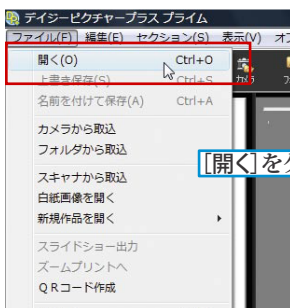 デイジーピクチャープラス プライム
ファイル(F) 編集(E) セクション(S) 表示(V)
開く(O) Ctrl+O
上書き保存(S) Ctrl+S
名前を付けて保存(A) Ctrl+A
カメラから取込
フォルダから取込
スキャナから取込
白紙画像を開く
新規作品を開く
スライドショー出力
ズームプリントへ
QRコード作成
[開く]を